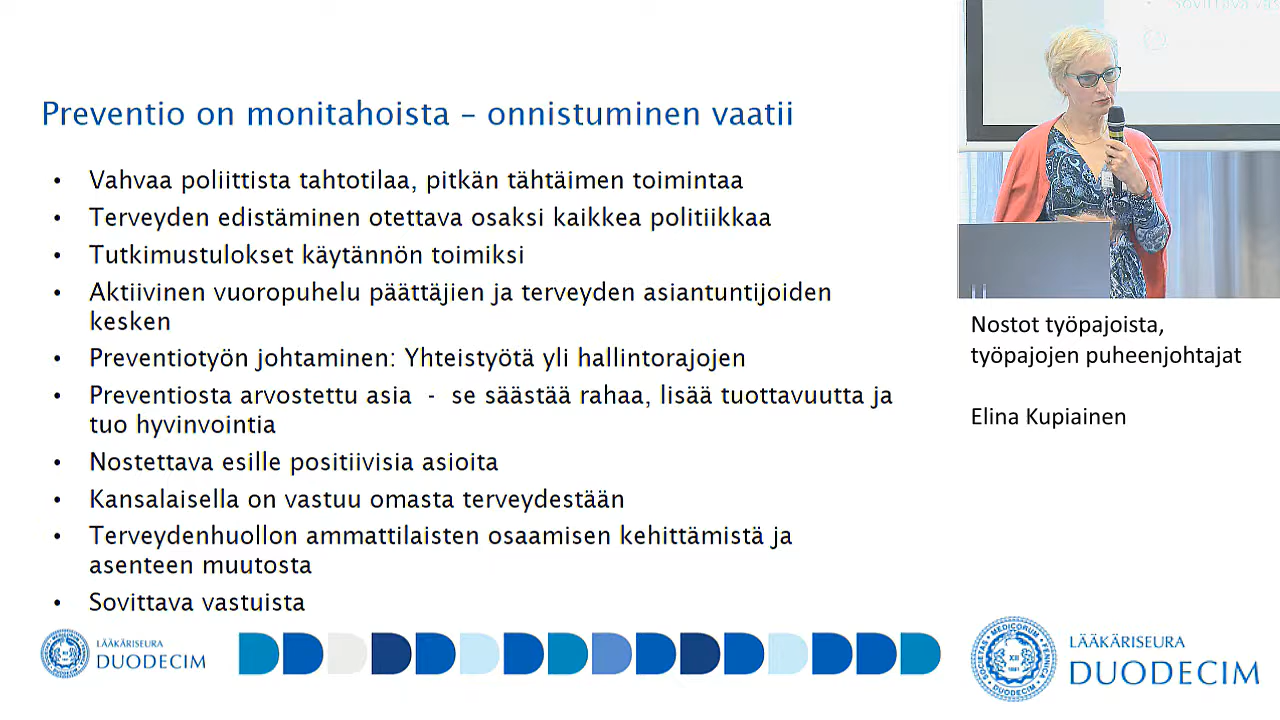 Preventio on monitahoista – onnistuminen vaatii
• Vahvaa poliittista tahtotilaa, pitkän tähtäimen toimintaa
• Terveyden edistäminen otettava osaksi kaikkea politiikkaa
• Tutkimustulokset käytännön toimiksi
• Aktiivinen vuoropuhelu päättäjien ja terveyden asiantuntijoiden
kesken
• Preventiotyön johtaminen: Yhteistyötä yli hallintorajojen
• Preventiosta arvostettu asia - se säästää rahaa, lisää tuottavuutta ja
tuo hyvinvointia
• Nostettava esille positiivisia asioita
• Kansalaisella on vastuu omasta terveydestään
• Terveydenhuollon ammattilaisten osaamisen kehittämistä ja
asenteen muutosta
• Sovittava vastuista
LÄÄKÄRISEURA
DUODECIM
Sovittava vas
Nostot työpajoista,
työpajojen puheenjohtajat
Elina Kupiainen
LÄÄKÄRISEURA
DUODECIM